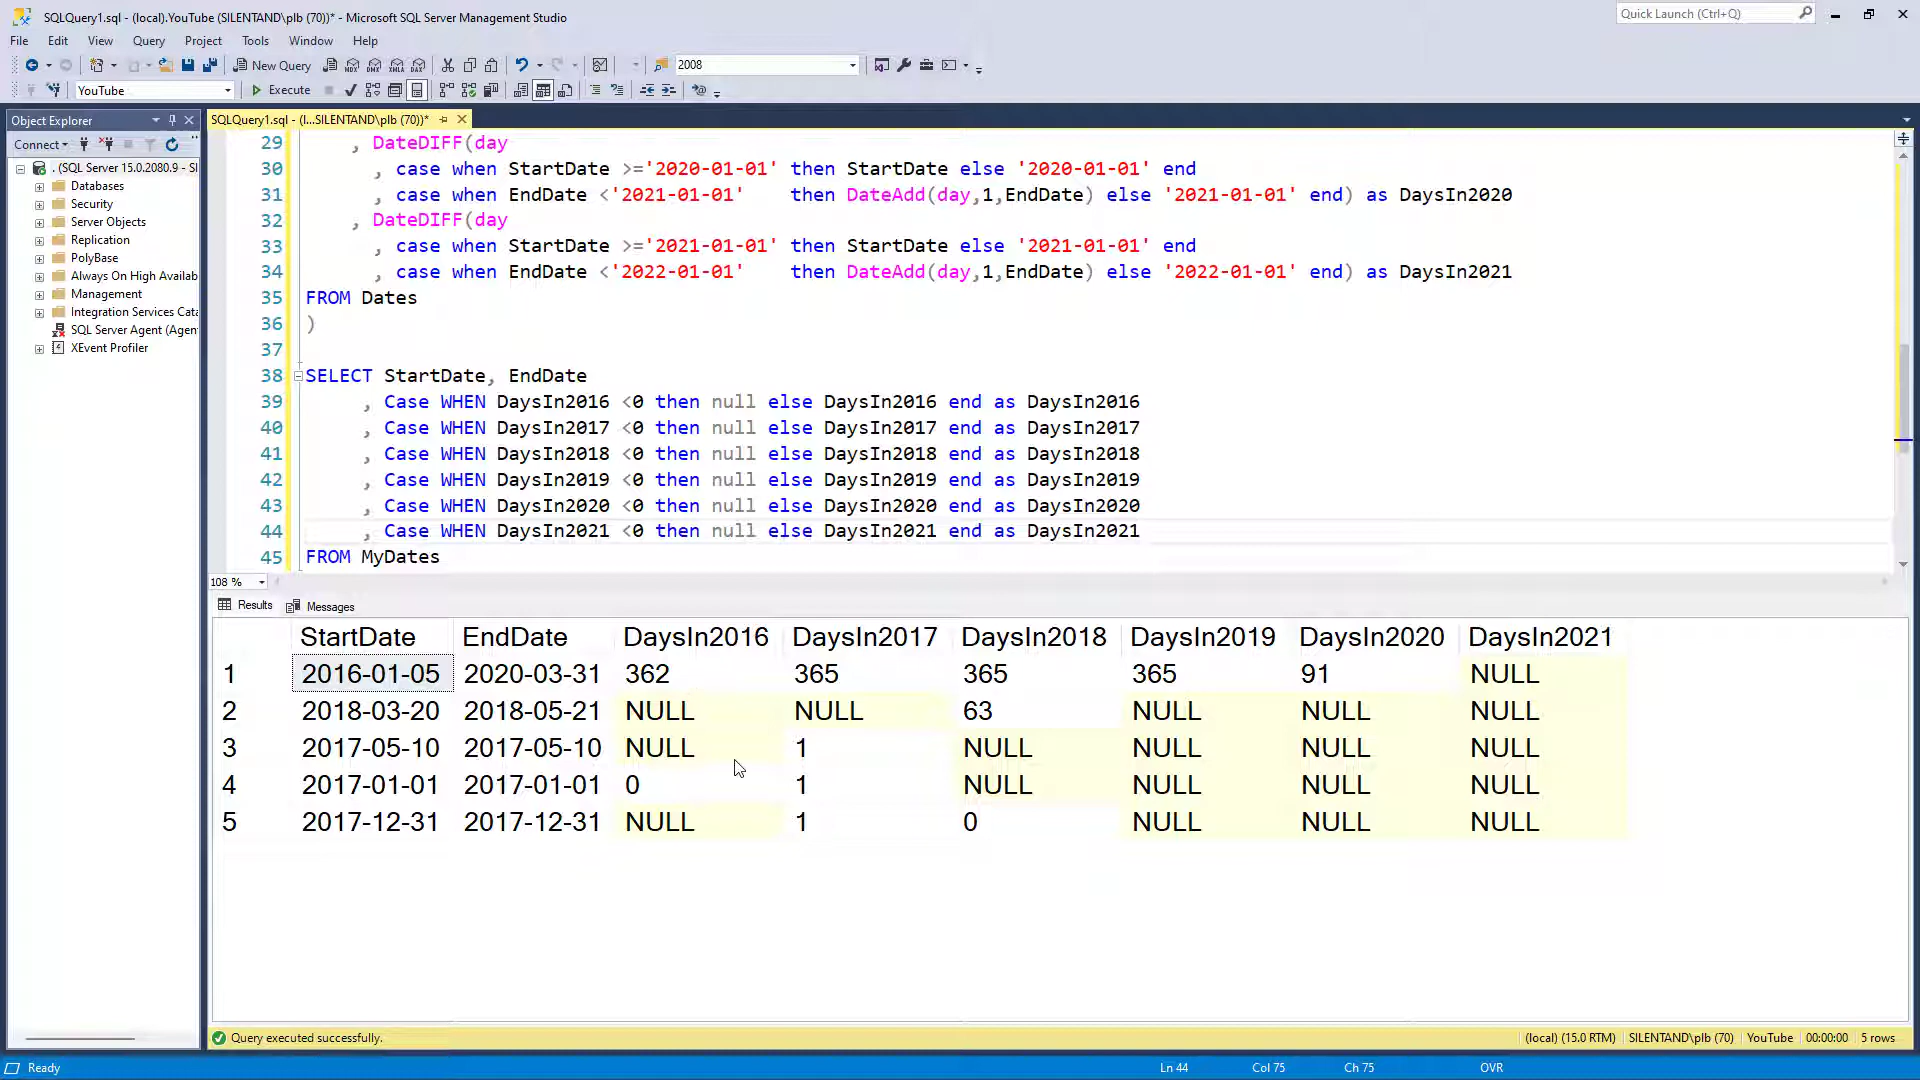 SQLQuery1.sql - (local).YouTube (SILENTAND\plb (70))* - Microsoft SQL Server Management Studio
Quick Launch (Ctrl+Q)
File Edit View Query Project Tools Window Help
New Query
MDX DMX XMLA DAX
2008
YouTube
Execute
Object Explorer
SQLQuery1.sql - (l...SILENTAND\plb (70))*
Connect
. (SQL Server 15.0.2080.9 - SI
Databases
Security
Server Objects
Replication
PolyBase
Always On High Availab
Management
Integration Services Cata
SQL Server Agent (Agen
XEvent Profiler
29 , DateDIFF(day
30 , case when StartDate >='2020-01-01' then StartDate else '2020-01-01' end
31 , case when EndDate <'2021-01-01' then DateAdd(day,1,EndDate) else '2021-01-01' end) as DaysIn2020
32 , DateDIFF(day
33 , case when StartDate >='2021-01-01' then StartDate else '2021-01-01' end
34 , case when EndDate <'2022-01-01' then DateAdd(day,1,EndDate) else '2022-01-01' end) as DaysIn2021
35 FROM Dates
36 )
37
38 SELECT StartDate, EndDate
39 , Case WHEN DaysIn2016 <0 then null else DaysIn2016 end as DaysIn2016
40 , Case WHEN DaysIn2017 <0 then null else DaysIn2017 end as DaysIn2017
41 , Case WHEN DaysIn2018 <0 then null else DaysIn2018 end as DaysIn2018
42 , Case WHEN DaysIn2019 <0 then null else DaysIn2019 end as DaysIn2019
43 , Case WHEN DaysIn2020 <0 then null else DaysIn2020 end as DaysIn2020
44 , Case WHEN DaysIn2021 <0 then null else DaysIn2021 end as DaysIn2021
45 FROM MyDates
108 %
Results Messages
StartDate EndDate DaysIn2016 DaysIn2017 DaysIn2018 DaysIn2019 DaysIn2020 DaysIn2021
1 2016-01-05 2020-03-31 362 365 365 365 91 NULL
2 2018-03-20 2018-05-21 NULL NULL 63 NULL NULL NULL
3 2017-05-10 2017-05-10 NULL 1 NULL NULL NULL NULL
4 2017-01-01 2017-01-01 0 1 NULL NULL NULL NULL
5 2017-12-31 2017-12-31 NULL 1 0 NULL NULL NULL
Query executed successfully.
(local) (15.0 RTM) SILENTAND\plb (70) YouTube 00:00:00 5 rows
Ready
Ln 44 Col 75 Ch 75 OVR